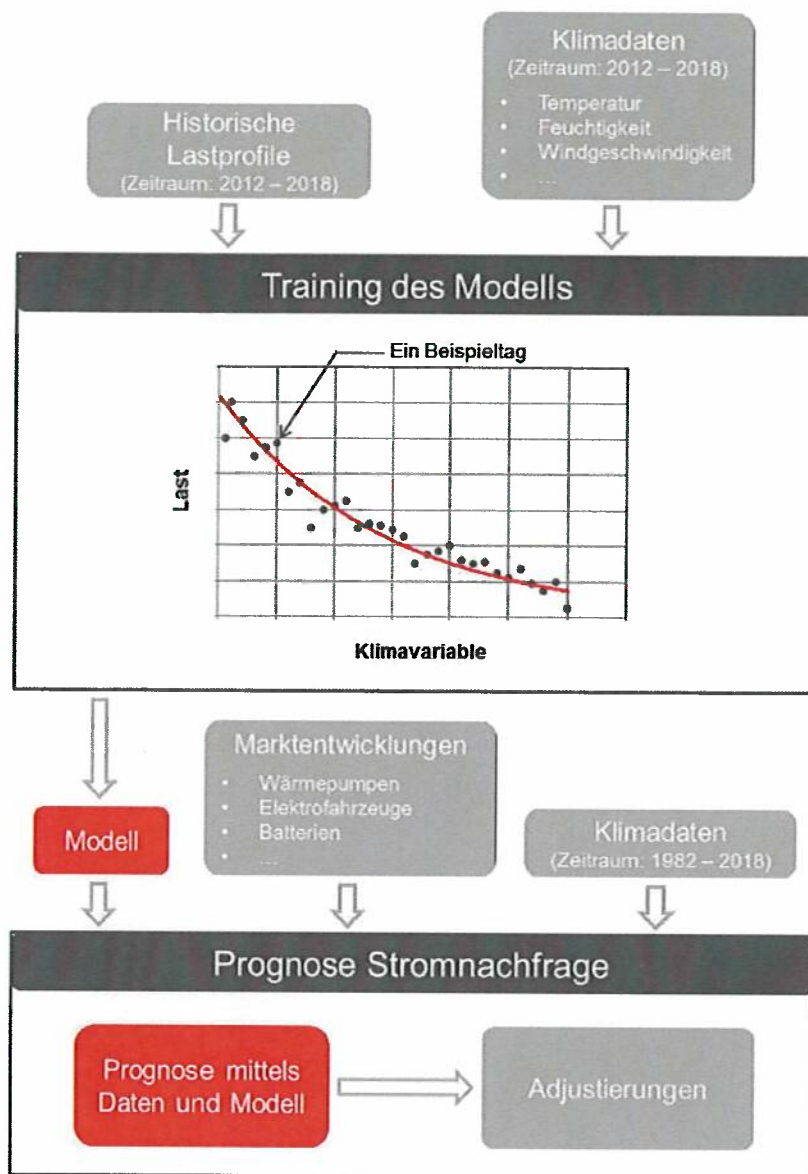 Historische
Lastprofile
(Zeitraum: 2012 – 2018)
Klimadaten
(Zeitraum: 2012 – 2018)
• Temperatur
• Feuchtigkeit
• Windgeschwindigkeit
• ...
Training des Modells
Ein Beispieltag
Last
Klimavariable
Modell
Marktentwicklungen
• Wärmepumpen
• Elektrofahrzeuge
• Batterien
• ...
Klimadaten
(Zeitraum: 1982 – 2018)
Prognose Stromnachfrage
Prognose mittels
Daten und Modell
Adjustierungen